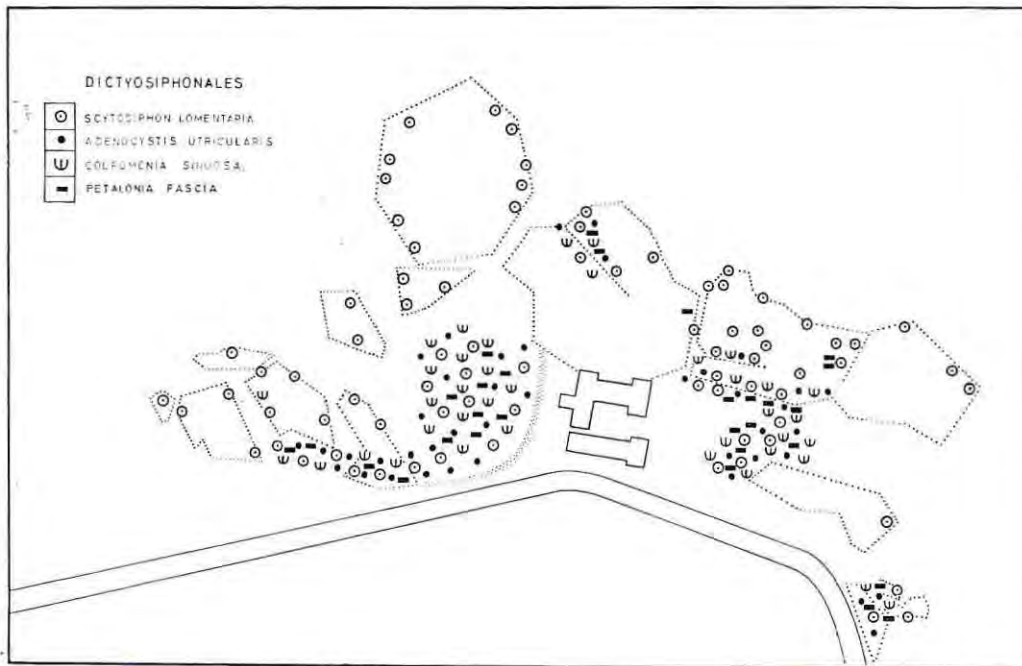 DICTYOSIPHONALES
SCYTOSIPHON LOMENTARIA
ADENOCYSTIS UTRICULARIS
COLPOMENIA SINUOSA
PETALONIA FASCIA